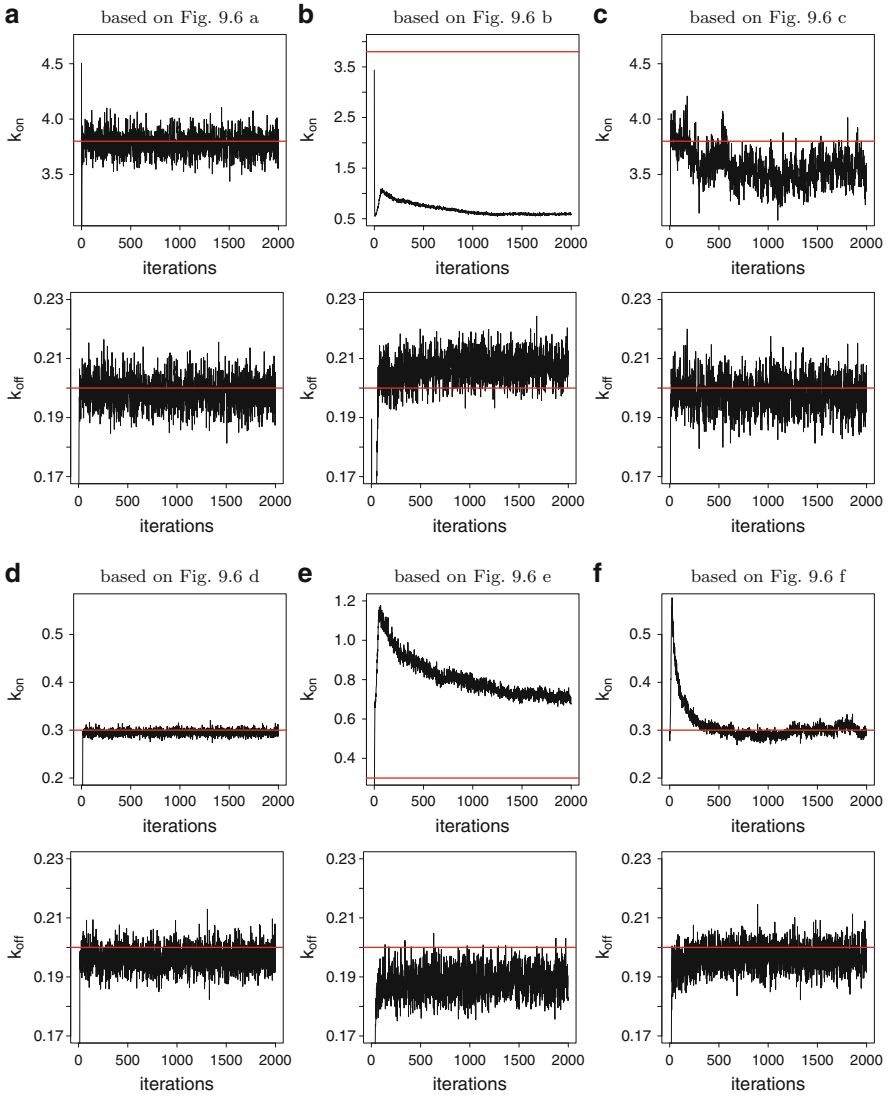 a based on Fig. 9.6 a
4.5
4.0
3.5
k_on
0 500 1000 1500 2000
iterations
0.23
0.21
0.19
0.17
k_off
0 500 1000 1500 2000
iterations
b based on Fig. 9.6 b
3.5
2.5
1.5
0.5
k_on
0 500 1000 1500 2000
iterations
0.23
0.21
0.19
0.17
k_off
0 500 1000 1500 2000
iterations
c based on Fig. 9.6 c
4.5
4.0
3.5
k_on
0 500 1000 1500 2000
iterations
0.23
0.21
0.19
0.17
k_off
0 500 1000 1500 2000
iterations
d based on Fig. 9.6 d
0.5
0.4
0.3
0.2
k_on
0 500 1000 1500 2000
iterations
0.23
0.21
0.19
0.17
k_off
0 500 1000 1500 2000
iterations
e based on Fig. 9.6 e
1.2
1.0
0.8
0.6
0.4
k_on
0 500 1000 1500 2000
iterations
0.23
0.21
0.19
0.17
k_off
0 500 1000 1500 2000
iterations
f based on Fig. 9.6 f
0.5
0.4
0.3
0.2
k_on
0 500 1000 1500 2000
iterations
0.23
0.21
0.19
0.17
k_off
0 500 1000 1500 2000
iterations